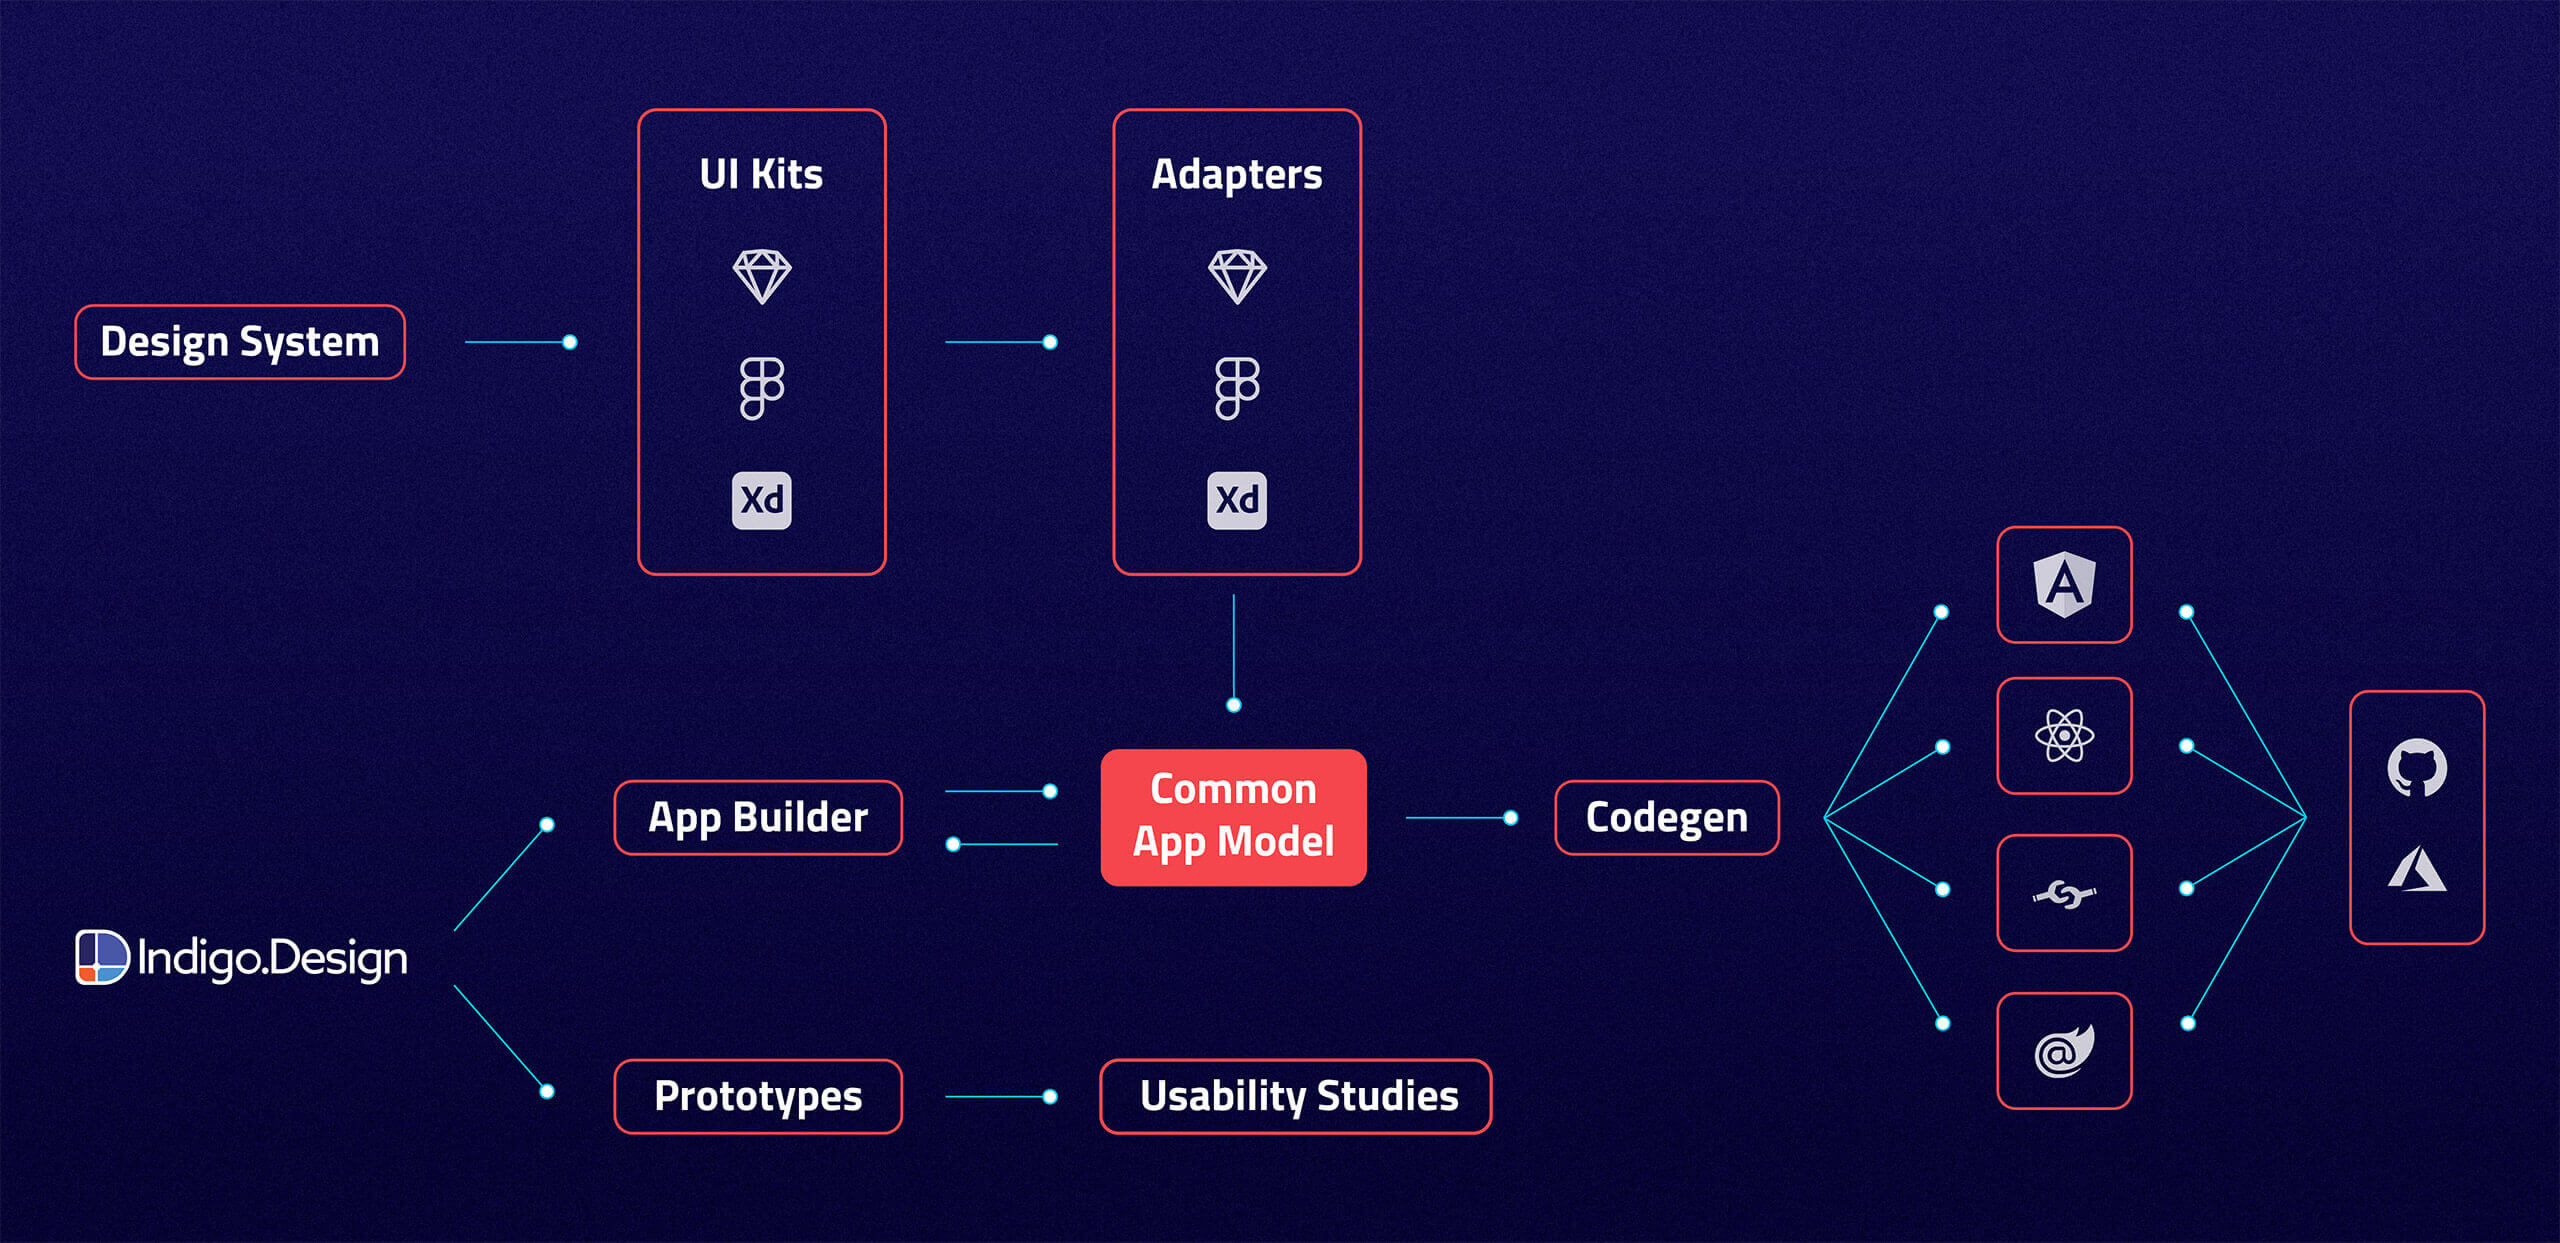 UI Kits
Adapters
Design System
Xd
Xd
App Builder
Common
App Model
Codegen
Indigo.Design
Prototypes
Usability Studies